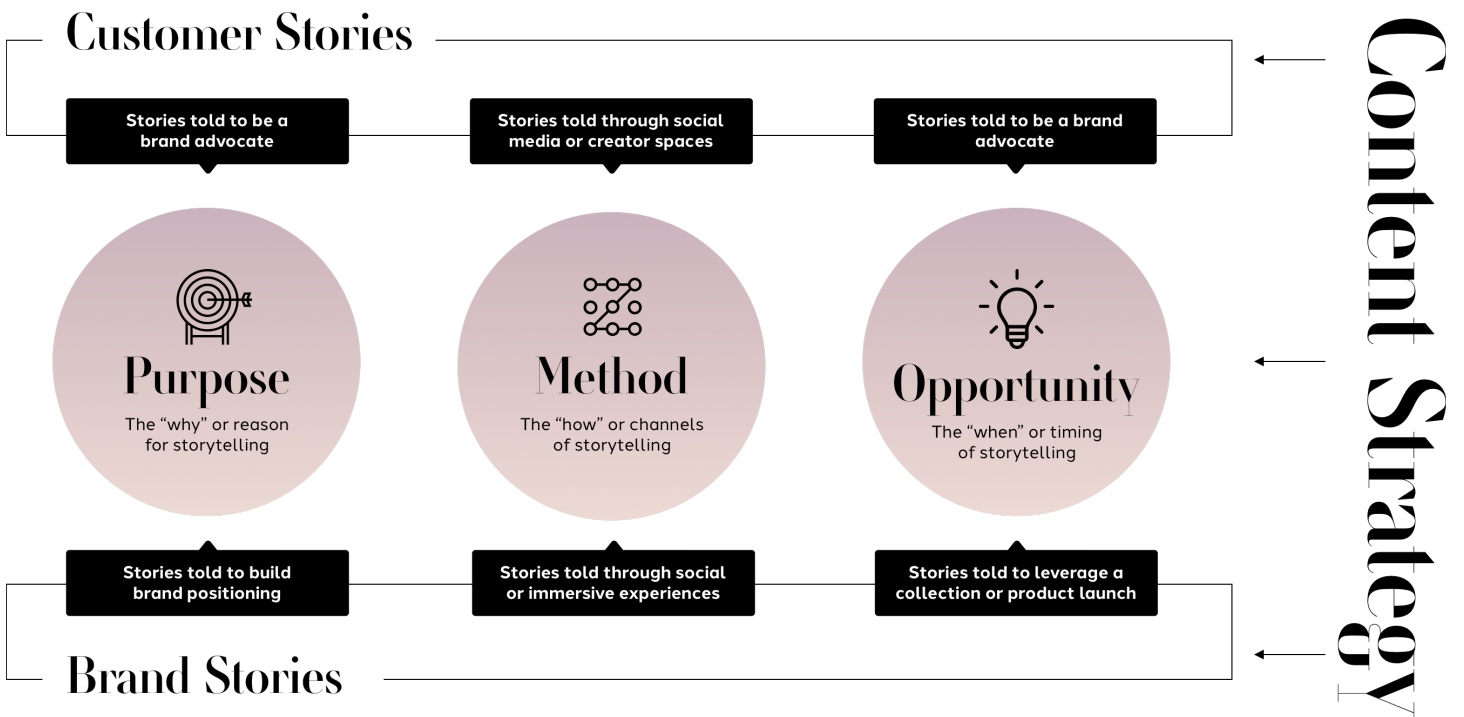 Customer Stories
Stories told to be a
brand advocate
Stories told through social
media or creator spaces
Stories told to be a brand
advocate
Purpose
The “why” or reason
for storytelling
Method
The “how” or channels
of storytelling
Opportunity
The “when” or timing
of storytelling
Stories told to build
brand positioning
Stories told through social
or immersive experiences
Stories told to leverage a
collection or product launch
Brand Stories
Content Strategy